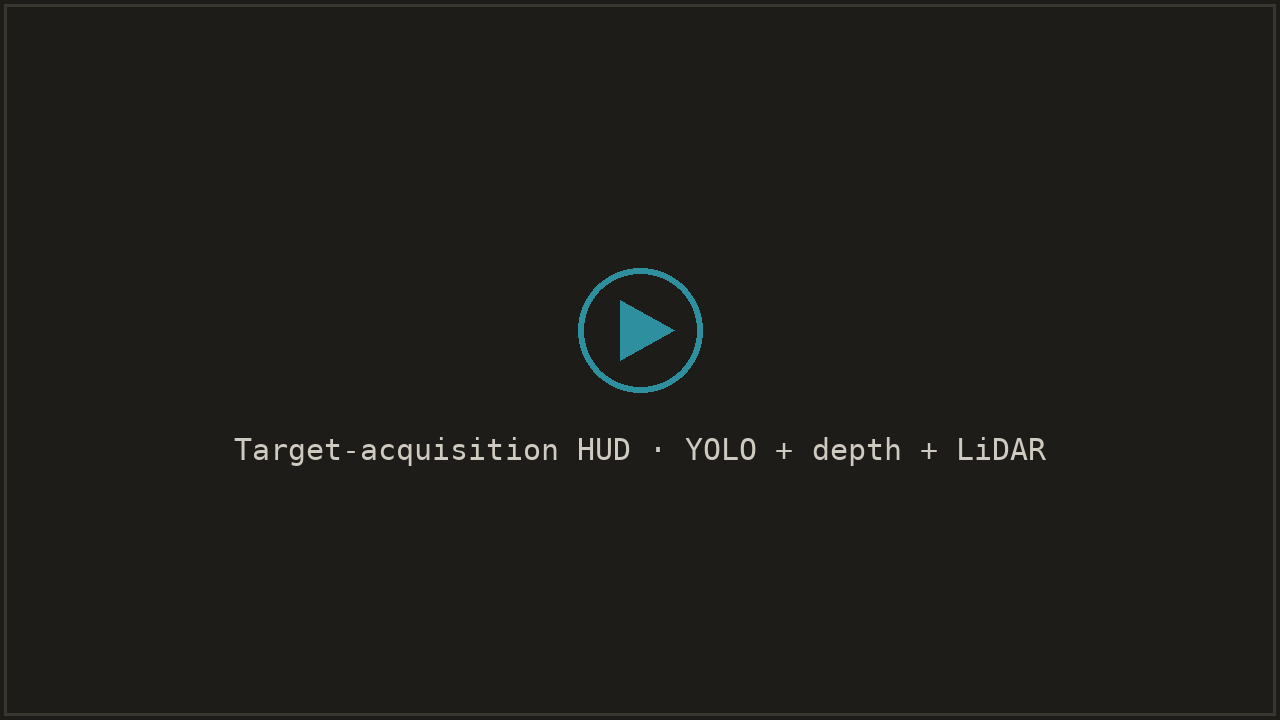 Target-acquisition HUD · YOLO + depth + LiDAR